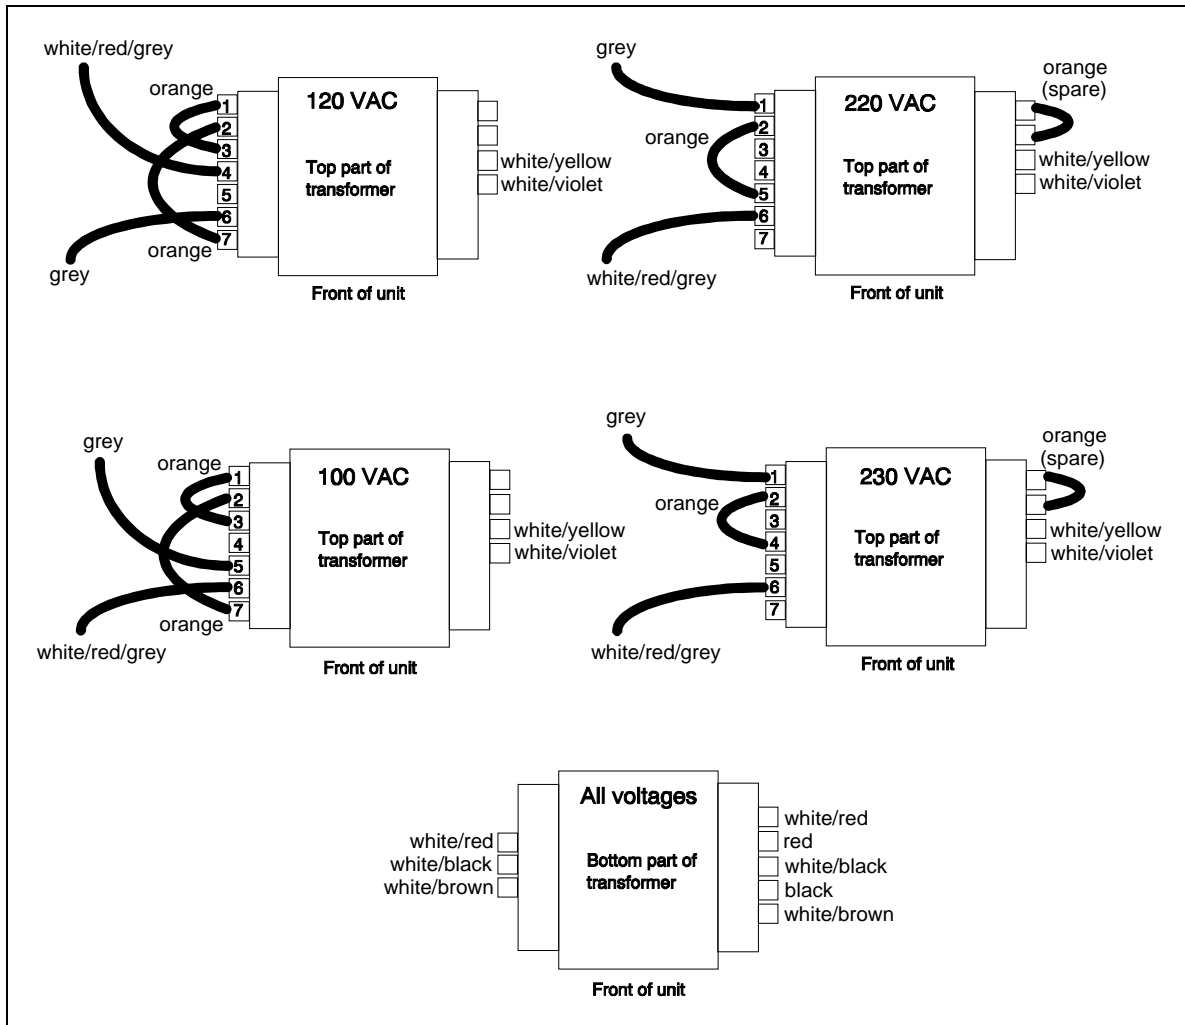 white/red/grey
orange
1
2
3
4
5
6
7
orange
grey
120 VAC
Top part of
transformer
white/yellow
white/violet
Front of unit
grey
orange
1
2
3
4
5
6
7
white/red/grey
220 VAC
Top part of
transformer
orange
(spare)
white/yellow
white/violet
Front of unit
grey
orange
1
2
3
4
5
6
7
orange
white/red/grey
100 VAC
Top part of
transformer
white/yellow
white/violet
Front of unit
grey
orange
1
2
3
4
5
6
7
white/red/grey
230 VAC
Top part of
transformer
orange
(spare)
white/yellow
white/violet
Front of unit
white/red
white/black
white/brown
All voltages
Bottom part of
transformer
white/red
red
white/black
black
white/brown
Front of unit